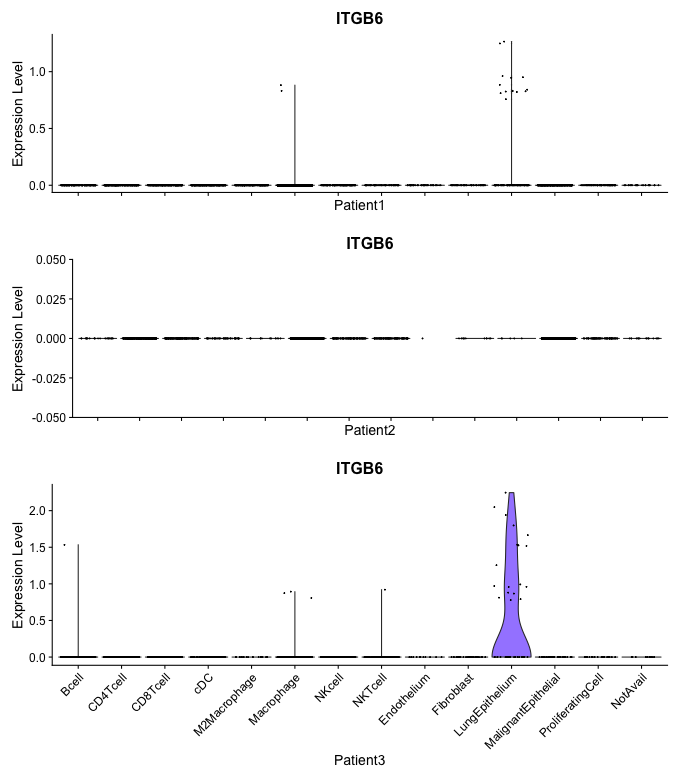 ITGB6
Expression Level
1.0
0.5
0.0
Patient1
ITGB6
Expression Level
0.050
0.025
0.000
-0.025
-0.050
Patient2
ITGB6
Expression Level
2.0
1.5
1.0
0.5
0.0
Bcell
CD4Tcell
CD8Tcell
cDC
M2Macrophage
Macrophage
NKcell
NKTcell
Endothelium
Fibroblast
LungEpithelium
MalignantEpithelial
ProliferatingCell
NotAvail
Patient3